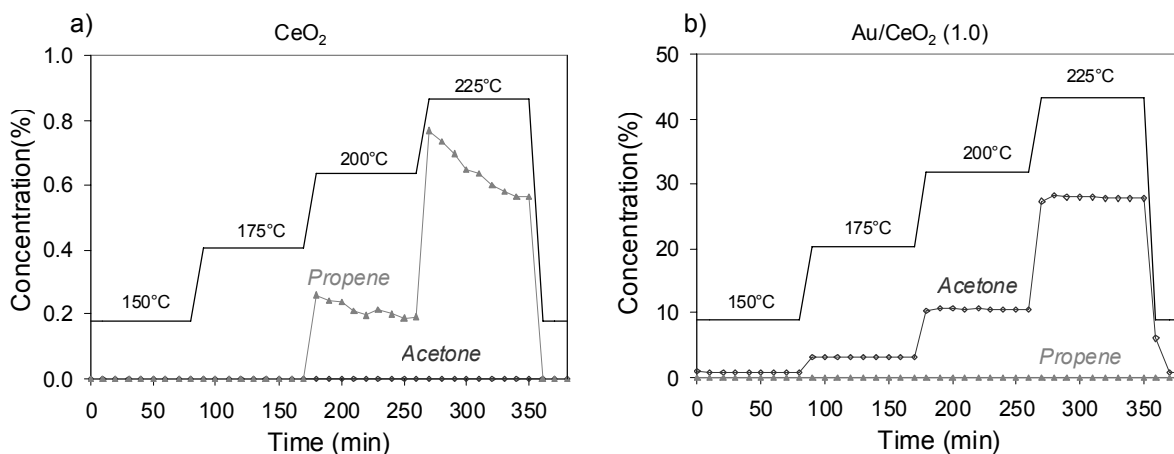 a)
CeO2
Concentration(%)
1.0
0.8
0.6
0.4
0.2
0.0
150°C
175°C
200°C
225°C
Propene
Acetone
0 50 100 150 200 250 300 350
Time (min)
b)
Au/CeO2 (1.0)
Concentration(%)
50
40
30
20
10
0
150°C
175°C
200°C
225°C
Acetone
Propene
0 50 100 150 200 250 300 350
Time (min)